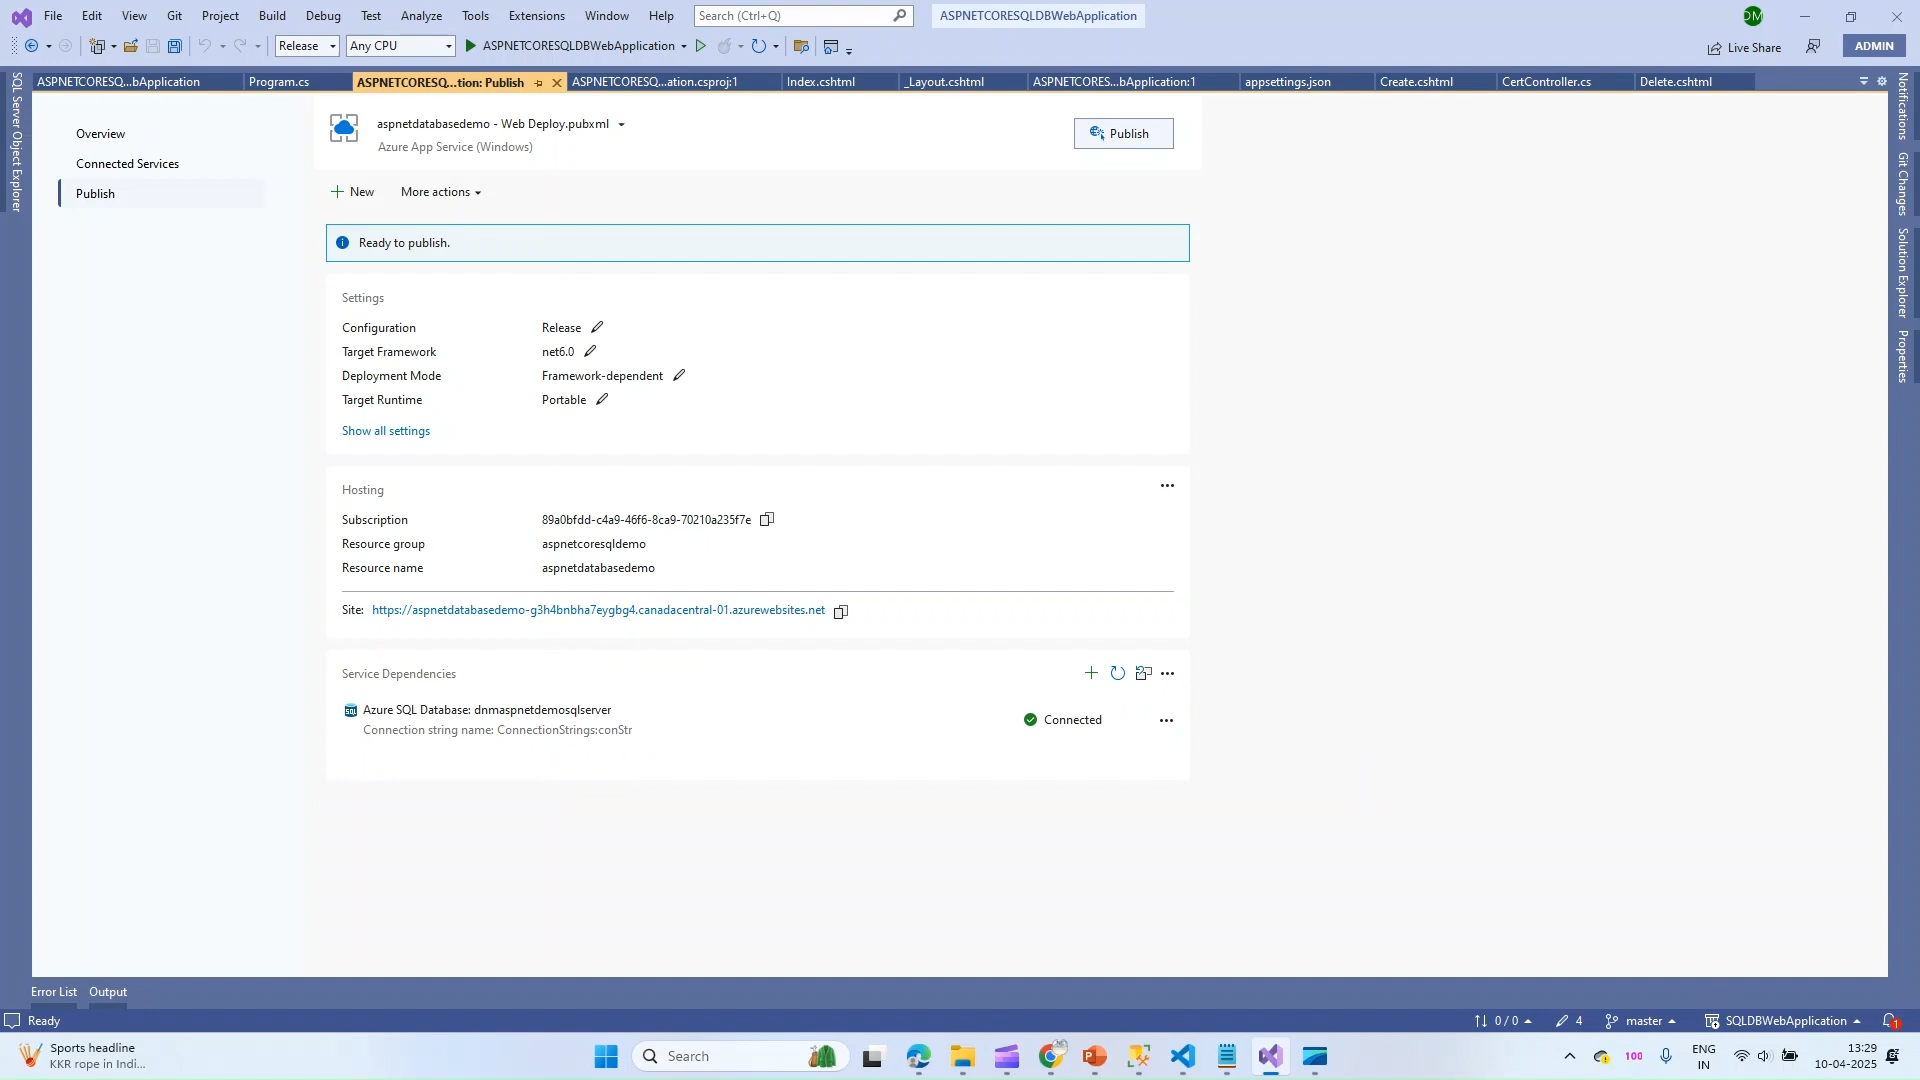 File Edit View Git Project Build Debug Test Analyze Tools Extensions Window Help Search (Ctrl+Q) ASPNETCORESQLDBWebApplication DM
Release Any CPU ASPNETCORESQLDBWebApplication Live Share ADMIN
ASPNETCORESQ...bApplication Program.cs ASPNETCORESQ...tion: Publish ASPNETCORESQ...ation.csproj:1 Index.cshtml _Layout.cshtml ASPNETCORES...bApplication:1 appsettings.json Create.cshtml CertController.cs Delete.cshtml
SQL Server Object Explorer
Overview
Connected Services
Publish
aspnetdatabasedemo - Web Deploy.pubxml
Azure App Service (Windows)
Publish
New More actions
Ready to publish.
Settings
Configuration Release
Target Framework net6.0
Deployment Mode Framework-dependent
Target Runtime Portable
Show all settings
Hosting
Subscription 89a0bfdd-c4a9-46f6-8ca9-70210a235f7e
Resource group aspnetcoresqldemo
Resource name aspnetdatabasedemo
Site: https://aspnetdatabasedemo-g3h4bnbha7eygbg4.canadacentral-01.azurewebsites.net
Service Dependencies
SQL Azure SQL Database: dnmaspnetdemosqlserver
Connection string name: ConnectionStrings:conStr
Connected
Notifications
Git Changes
Solution Explorer
Properties
Error List Output
Ready 0 / 0 4 master SQLDBWebApplication 1
Sports headline
KKR rope in Indi...
Search
100
ENG
IN
13:29
10-04-2025